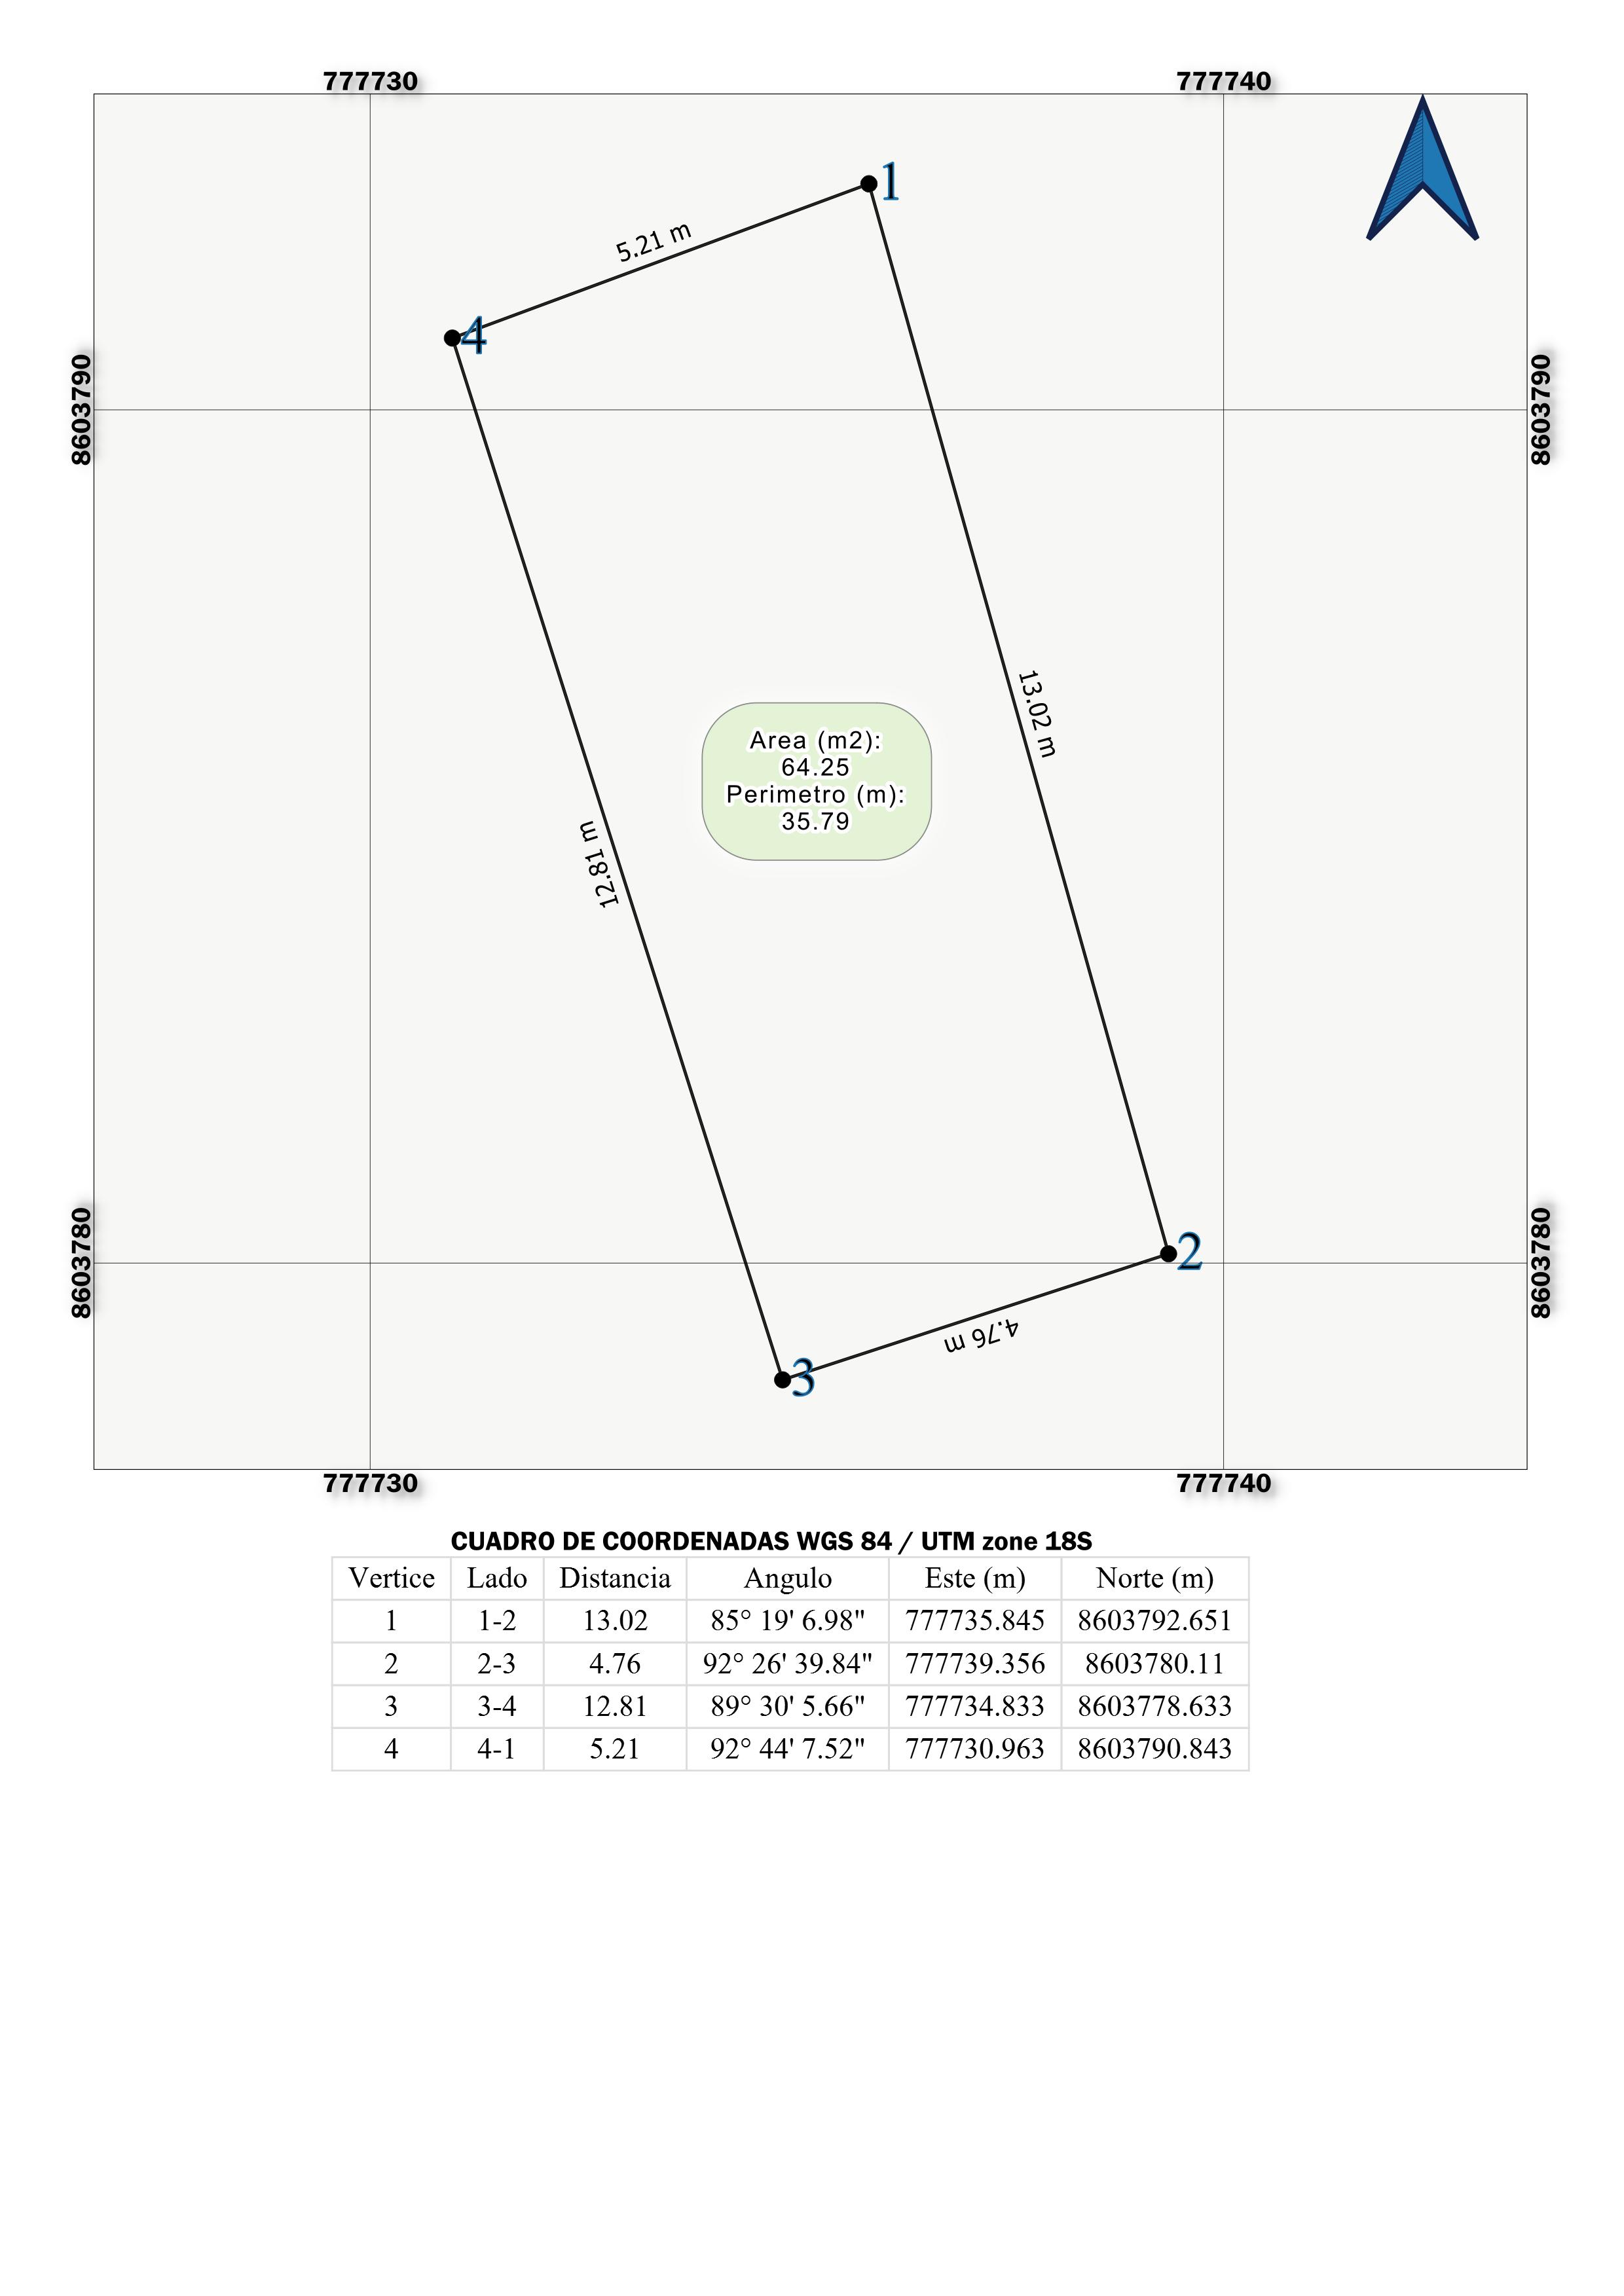 777730 777740
1
5.21 m
4
8603790 8603790
13.02 m
Area (m2):
64.25
Perimetro (m):
35.79
12.81 m
8603780 8603780
2
4.76 m
3
777730 777740
CUADRO DE COORDENADAS WGS 84 / UTM zone 18S
Vertice Lado Distancia Angulo Este (m) Norte (m)
1 1-2 13.02 85° 19' 6.98" 777735.845 8603792.651
2 2-3 4.76 92° 26' 39.84" 777739.356 8603780.11
3 3-4 12.81 89° 30' 5.66" 777734.833 8603778.633
4 4-1 5.21 92° 44' 7.52" 777730.963 8603790.843